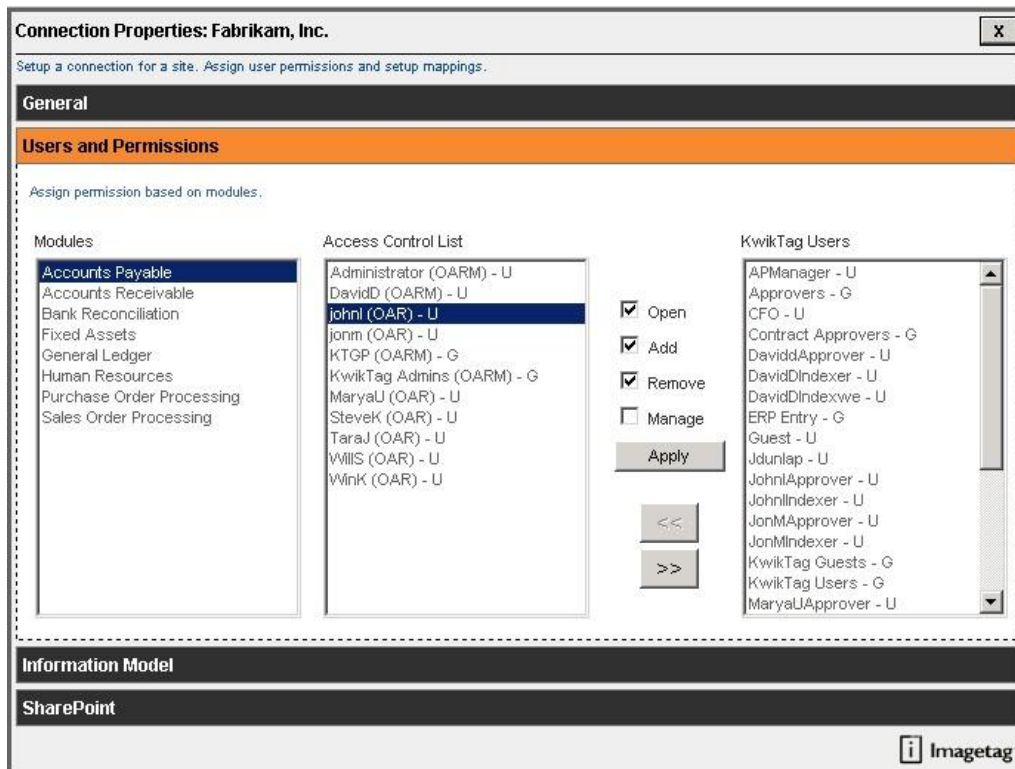 Connection Properties: Fabrikam, Inc.
X
Setup a connection for a site. Assign user permissions and setup mappings.
General
Users and Permissions
Assign permission based on modules.
Modules
Accounts Payable
Accounts Receivable
Bank Reconciliation
Fixed Assets
General Ledger
Human Resources
Purchase Order Processing
Sales Order Processing
Access Control List
Administrator (OARM) - U
DavidD (OARM) - U
johnl (OAR) - U
jonm (OAR) - U
KTGP (OARM) - G
KwikTag Admins (OARM) - G
MaryaU (OAR) - U
SteveK (OAR) - U
TaraJ (OAR) - U
WillS (OAR) - U
WinK (OAR) - U
Open
Add
Remove
Manage
Apply
<<
>>
KwikTag Users
APManager - U
Approvers - G
CFO - U
Contract Approvers - G
DaviddApprover - U
DavidDIndexer - U
DavidDIndexwe - U
ERP Entry - G
Guest - U
Jdunlap - U
JohnlApprover - U
JohnlIndexer - U
JonMApprover - U
JonMIndexer - U
KwikTag Guests - G
KwikTag Users - G
MaryaUApprover - U
Information Model
SharePoint
i Imagetag